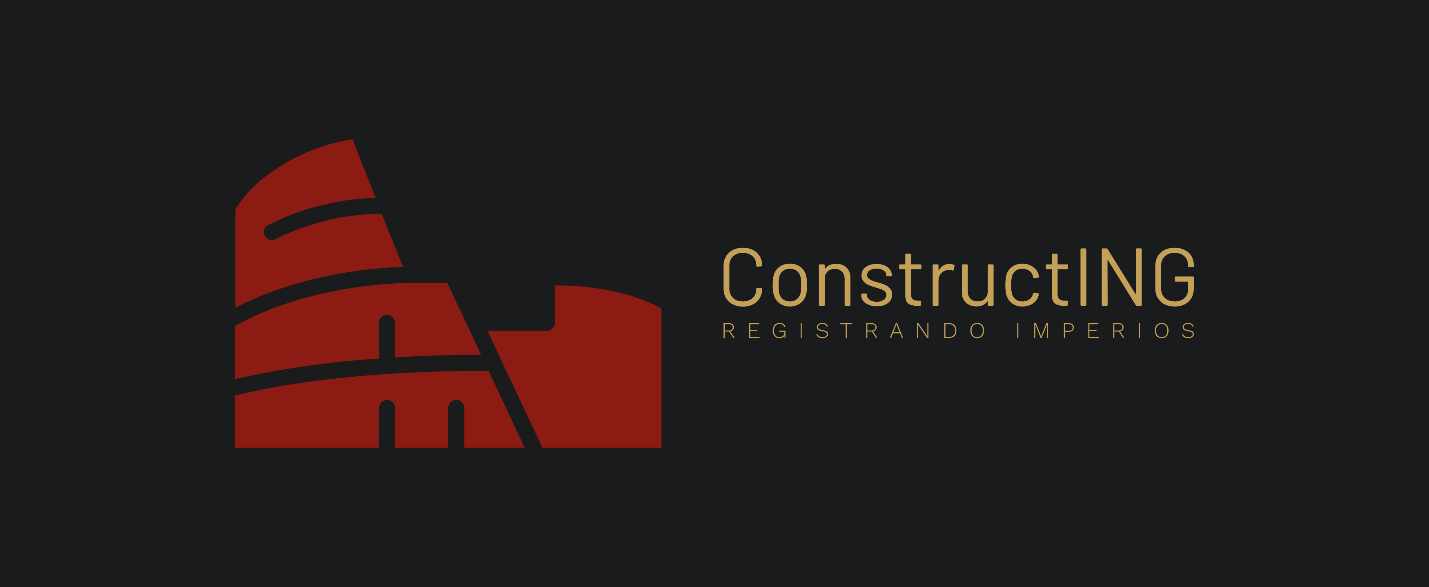 ConstructING
REGISTRANDO IMPERIOS